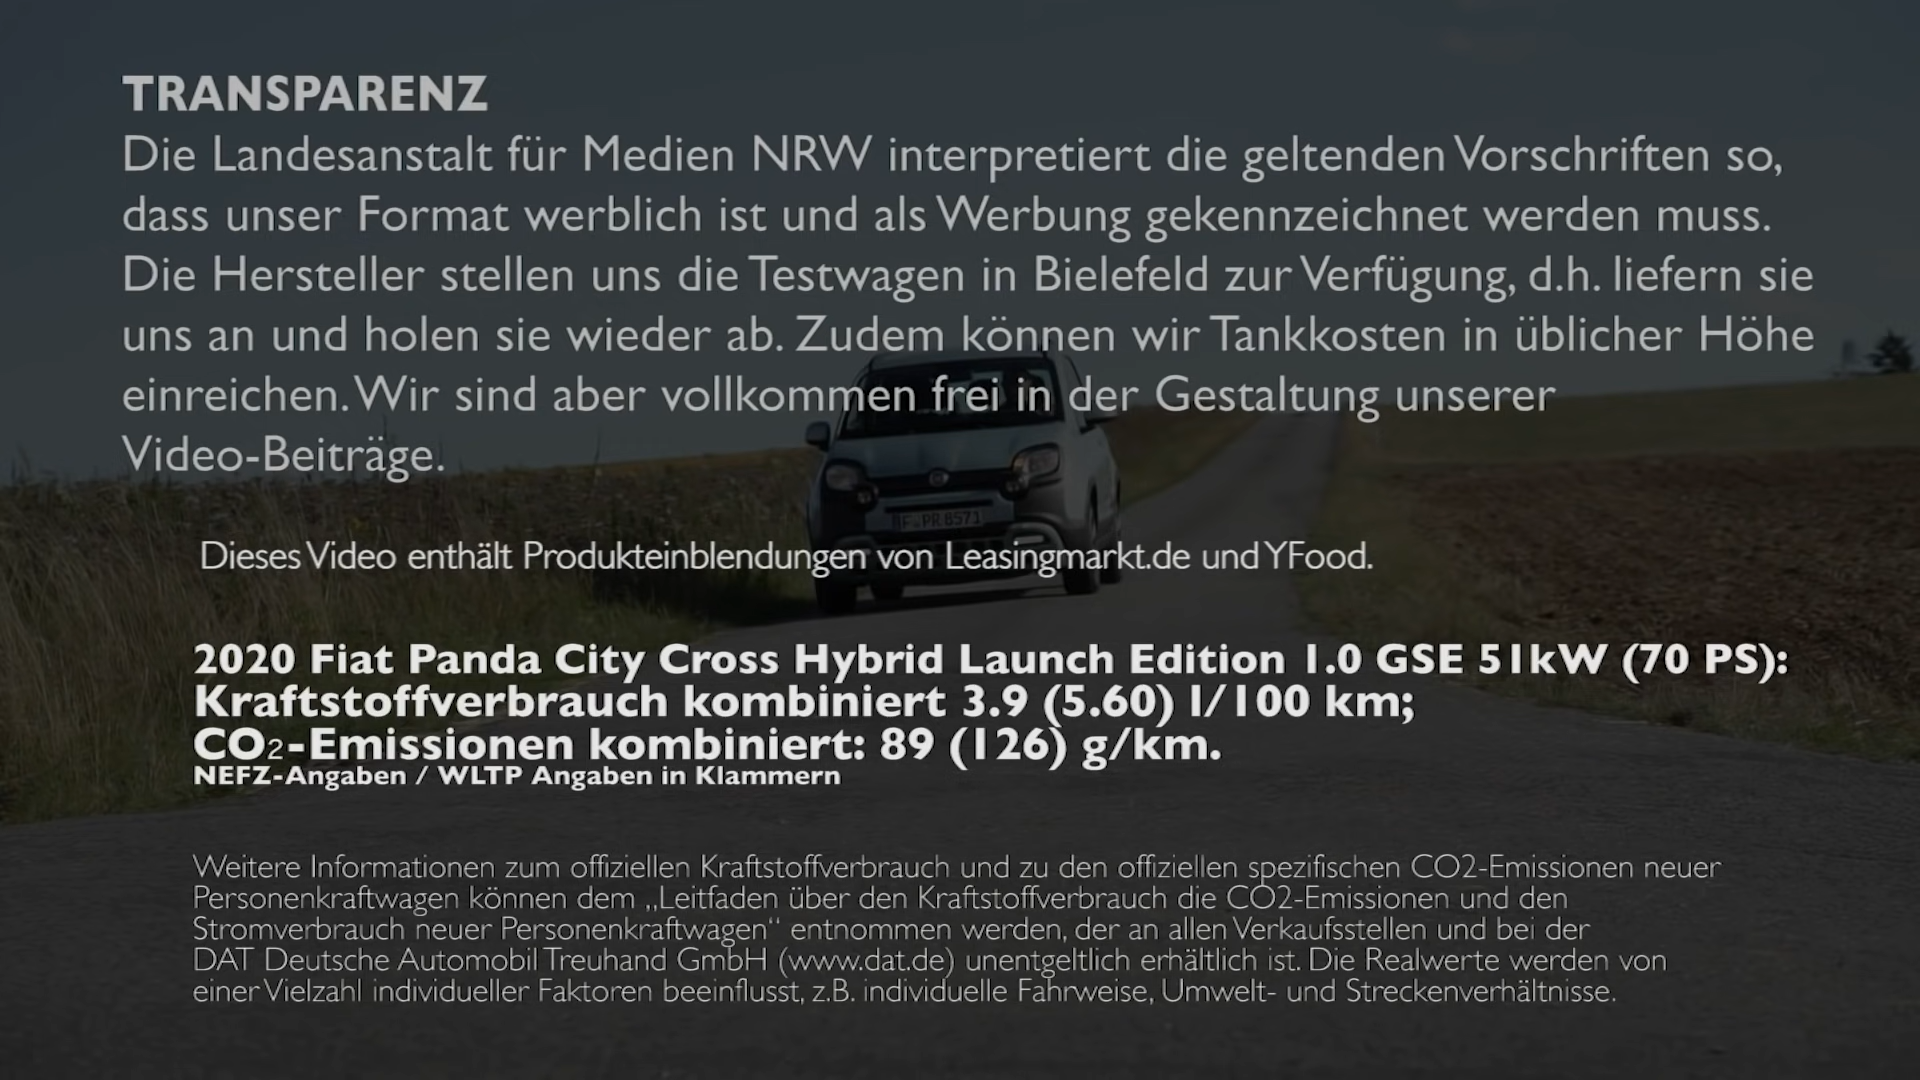 TRANSPARENZ
Die Landesanstalt für Medien NRW interpretiert die geltenden Vorschriften so,
dass unser Format werblich ist und als Werbung gekennzeichnet werden muss.
Die Hersteller stellen uns die Testwagen in Bielefeld zur Verfügung, d.h. liefern sie
uns an und holen sie wieder ab. Zudem können wir Tankkosten in üblicher Höhe
einreichen. Wir sind aber vollkommen frei in der Gestaltung unserer
Video-Beiträge.
F PR 8571
Dieses Video enthält Produkteinblendungen von Leasingmarkt.de und YFood.
2020 Fiat Panda City Cross Hybrid Launch Edition 1.0 GSE 51kW (70 PS):
Kraftstoffverbrauch kombiniert 3.9 (5.60) l/100 km;
CO2-Emissionen kombiniert: 89 (126) g/km.
NEFZ-Angaben / WLTP Angaben in Klammern
Weitere Informationen zum offiziellen Kraftstoffverbrauch und zu den offiziellen spezifischen CO2-Emissionen neuer
Personenkraftwagen können dem „Leitfaden über den Kraftstoffverbrauch die CO2-Emissionen und den
Stromverbrauch neuer Personenkraftwagen“ entnommen werden, der an allen Verkaufsstellen und bei der
DAT Deutsche Automobil Treuhand GmbH (www.dat.de) unentgeltlich erhältlich ist. Die Realwerte werden von
einer Vielzahl individueller Faktoren beeinflusst, z.B. individuelle Fahrweise, Umwelt- und Streckenverhältnisse.